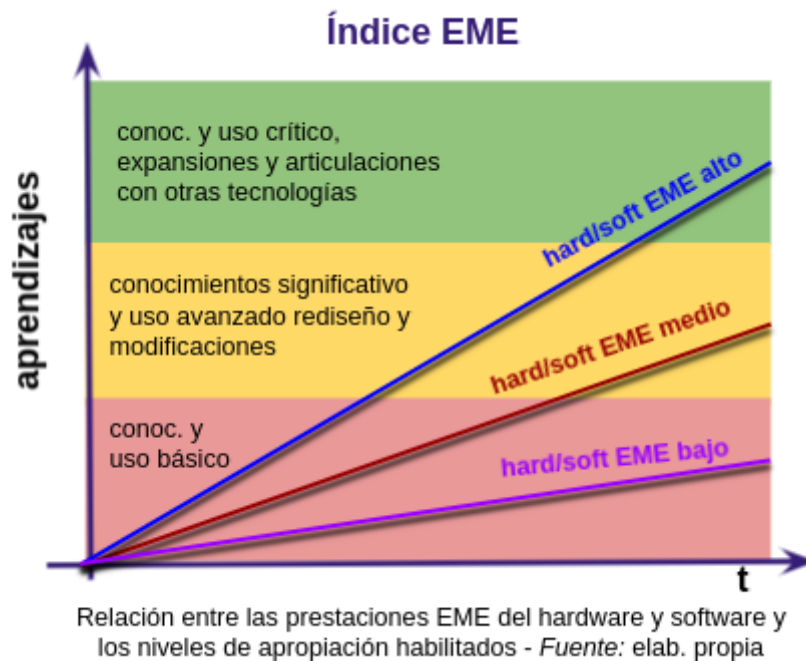 Índice EME
aprendizajes
conoc. y uso crítico,
expansiones y articulaciones
con otras tecnologías
hard/soft EME alto
conocimientos significativo
y uso avanzado rediseño y
modificaciones
hard/soft EME medio
conoc. y
uso básico
hard/soft EME bajo
t
Relación entre las prestaciones EME del hardware y software y
los niveles de apropiación habilitados - Fuente: elab. propia